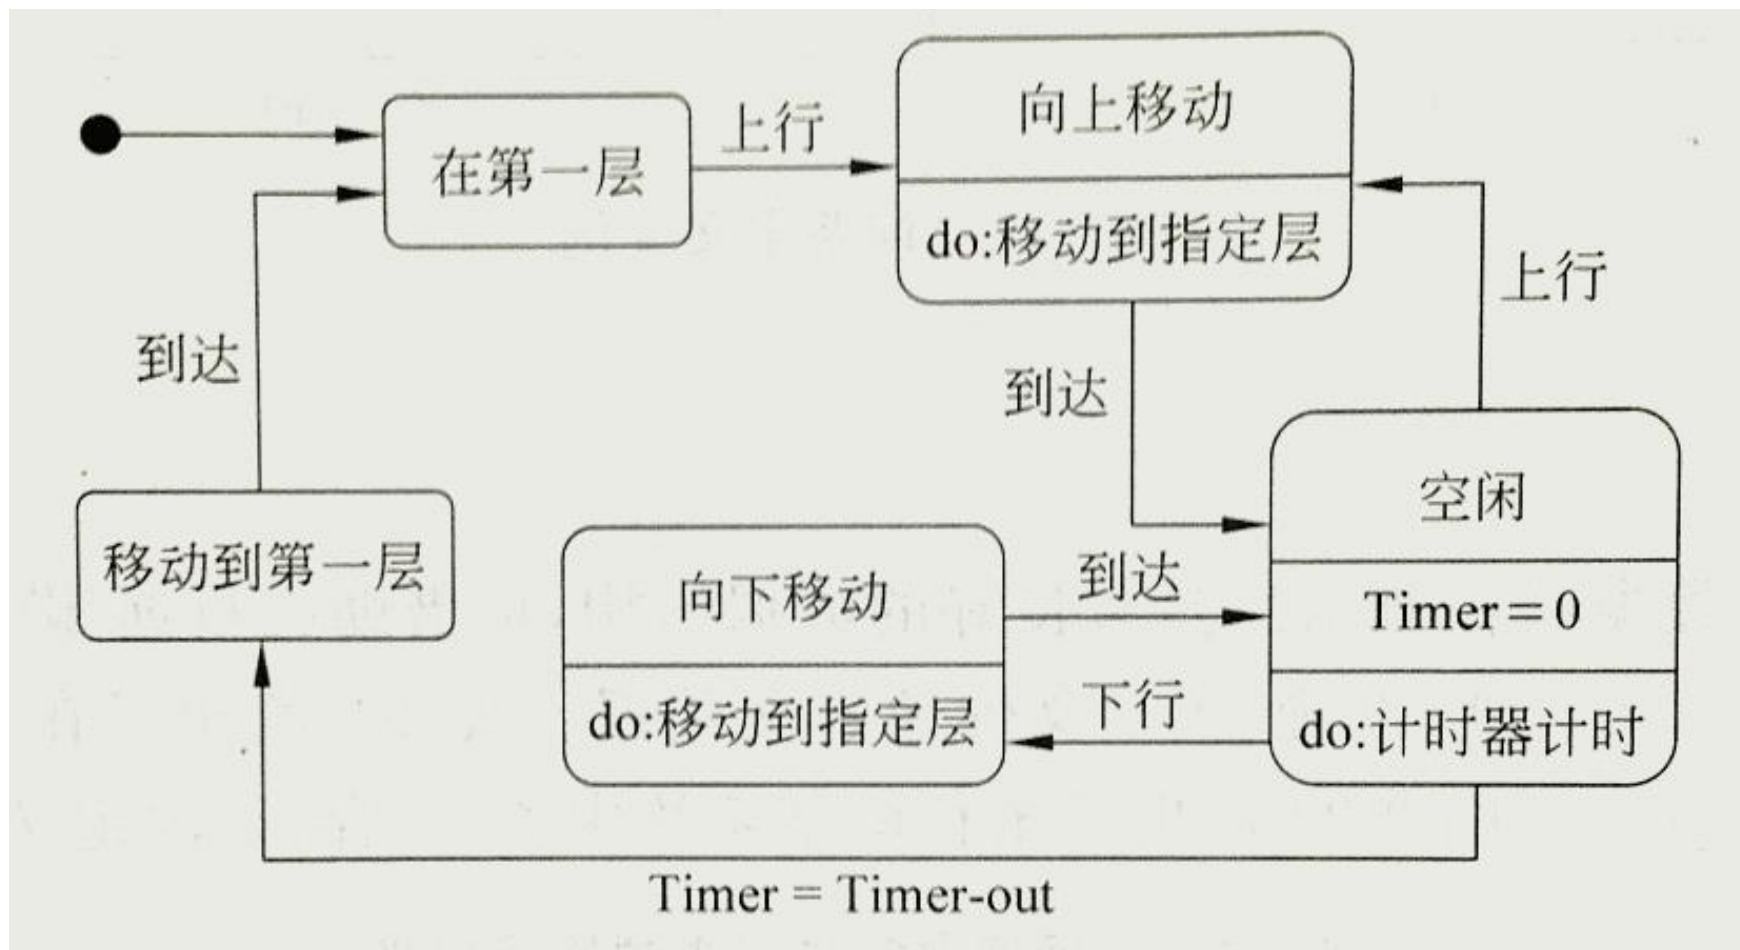 向上移动
上行
在第一层
do:移动到指定层
上行
到达
到达
空闲
移动到第一层
向下移动
到达
Timer = 0
下行
do:移动到指定层
do:计时器计时
Timer = Timer-out